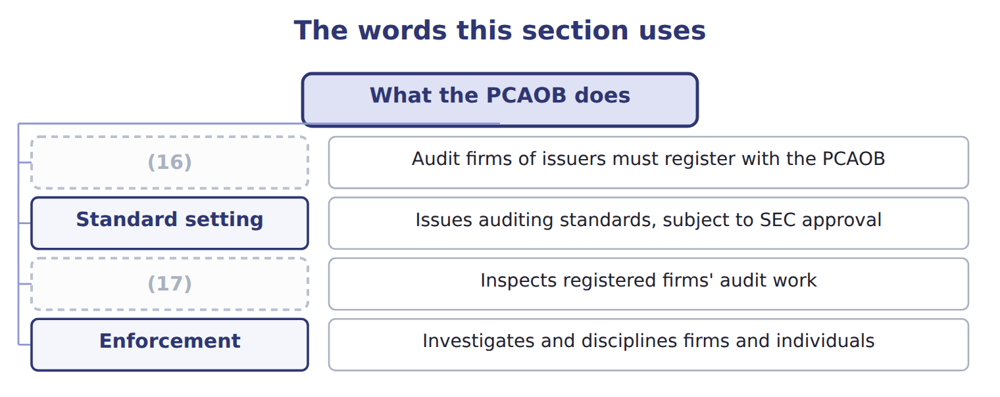 The words this section uses
What the PCAOB does
(16)
Audit firms of issuers must register with the PCAOB
Standard setting
Issues auditing standards, subject to SEC approval
(17)
Inspects registered firms' audit work
Enforcement
Investigates and disciplines firms and individuals